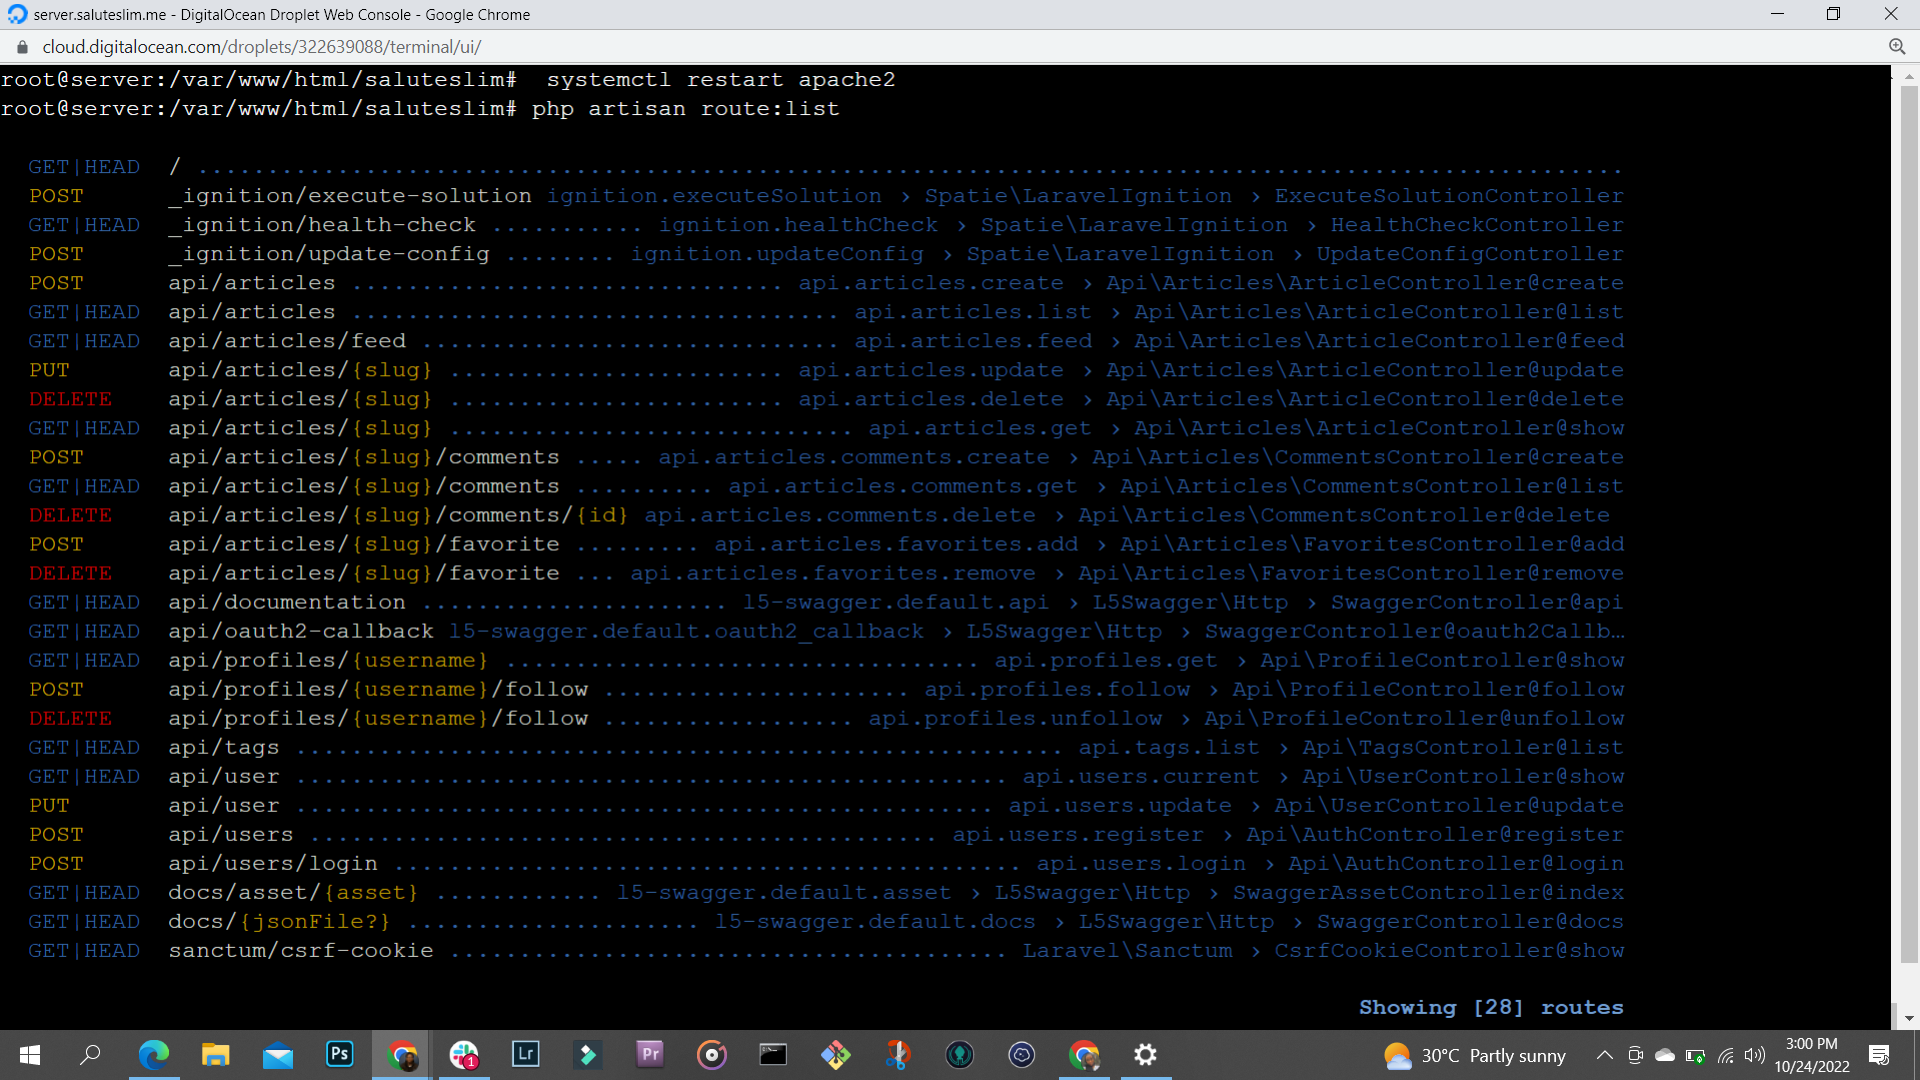 server.saluteslim.me - DigitalOcean Droplet Web Console - Google Chrome
cloud.digitalocean.com/droplets/322639088/terminal/ui/
root@server:/var/www/html/saluteslim#  systemctl restart apache2
root@server:/var/www/html/saluteslim# php artisan route:list
GET|HEAD  / ......................................................................................................
POST      _ignition/execute-solution ignition.executeSolution › Spatie\LaravelIgnition › ExecuteSolutionController
GET|HEAD  _ignition/health-check ........... ignition.healthCheck › Spatie\LaravelIgnition › HealthCheckController
POST      _ignition/update-config ........ ignition.updateConfig › Spatie\LaravelIgnition › UpdateConfigController
POST      api/articles ............................... api.articles.create › Api\Articles\ArticleController@create
GET|HEAD  api/articles ................................... api.articles.list › Api\Articles\ArticleController@list
GET|HEAD  api/articles/feed .............................. api.articles.feed › Api\Articles\ArticleController@feed
PUT       api/articles/{slug} ........................ api.articles.update › Api\Articles\ArticleController@update
DELETE    api/articles/{slug} ........................ api.articles.delete › Api\Articles\ArticleController@delete
GET|HEAD  api/articles/{slug} ............................. api.articles.get › Api\Articles\ArticleController@show
POST      api/articles/{slug}/comments ..... api.articles.comments.create › Api\Articles\CommentsController@create
GET|HEAD  api/articles/{slug}/comments .......... api.articles.comments.get › Api\Articles\CommentsController@list
DELETE    api/articles/{slug}/comments/{id} api.articles.comments.delete › Api\Articles\CommentsController@delete
POST      api/articles/{slug}/favorite ......... api.articles.favorites.add › Api\Articles\FavoritesController@add
DELETE    api/articles/{slug}/favorite ... api.articles.favorites.remove › Api\Articles\FavoritesController@remove
GET|HEAD  api/documentation ...................... l5-swagger.default.api › L5Swagger\Http › SwaggerController@api
GET|HEAD  api/oauth2-callback l5-swagger.default.oauth2_callback › L5Swagger\Http › SwaggerController@oauth2Callb…
GET|HEAD  api/profiles/{username} .................................. api.profiles.get › Api\ProfileController@show
POST      api/profiles/{username}/follow ...................... api.profiles.follow › Api\ProfileController@follow
DELETE    api/profiles/{username}/follow .................. api.profiles.unfollow › Api\ProfileController@unfollow
GET|HEAD  api/tags ....................................................... api.tags.list › Api\TagsController@list
GET|HEAD  api/user ................................................... api.users.current › Api\UserController@show
PUT       api/user .................................................. api.users.update › Api\UserController@update
POST      api/users ............................................. api.users.register › Api\AuthController@register
POST      api/users/login ............................................. api.users.login › Api\AuthController@login
GET|HEAD  docs/asset/{asset} ............ l5-swagger.default.asset › L5Swagger\Http › SwaggerAssetController@index
GET|HEAD  docs/{jsonFile?} ..................... l5-swagger.default.docs › L5Swagger\Http › SwaggerController@docs
GET|HEAD  sanctum/csrf-cookie ........................................ Laravel\Sanctum › CsrfCookieController@show
Showing [28] routes
Ps
1
Lr
Pr
30°C  Partly sunny
3:00 PM
10/24/2022